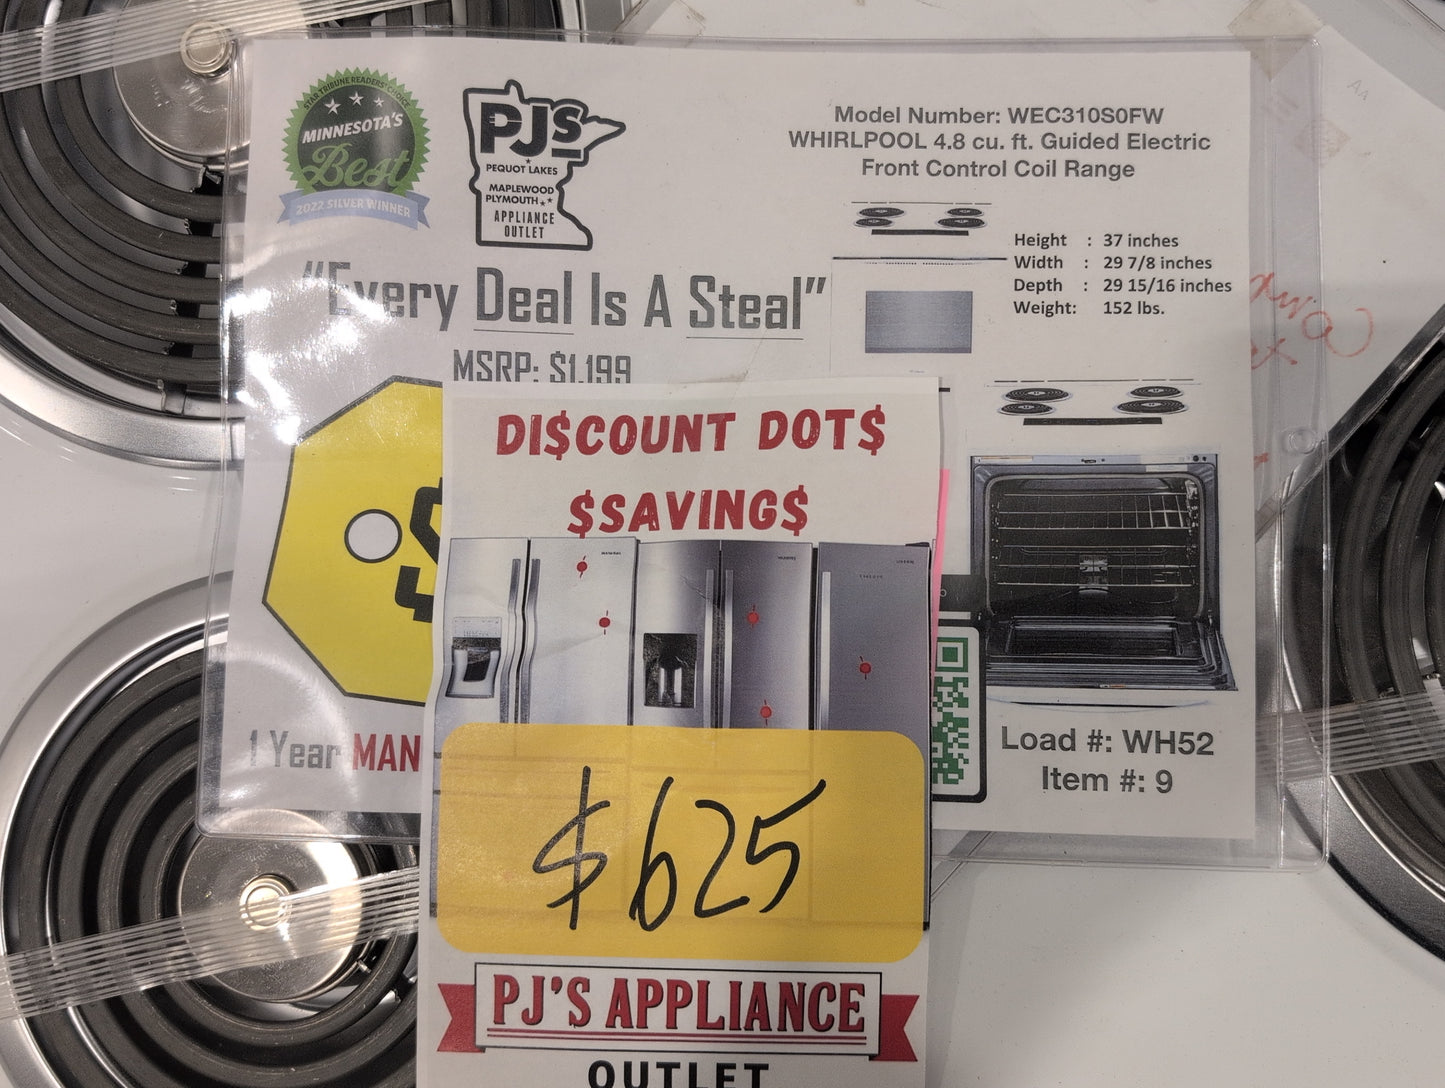 STAR TRIBUNE READERS' CHOICE
MINNESOTA'S
Best
2022 SILVER WINNER
PJ's
PEQUOT LAKES
MAPLEWOOD
PLYMOUTH
APPLIANCE
OUTLET
Model Number: WEC310S0FW
WHIRLPOOL 4.8 cu. ft. Guided Electric
Front Control Coil Range
Height : 37 inches
Width : 29 7/8 inches
Depth : 29 15/16 inches
Weight: 152 lbs.
"Every Deal Is A Steal"
MSRP: $1,199
DI$COUNT DOT$
$SAVING$
$
1 Year MAN
Load #: WH52
Item #: 9
$625
PJ'S APPLIANCE
OUTLET